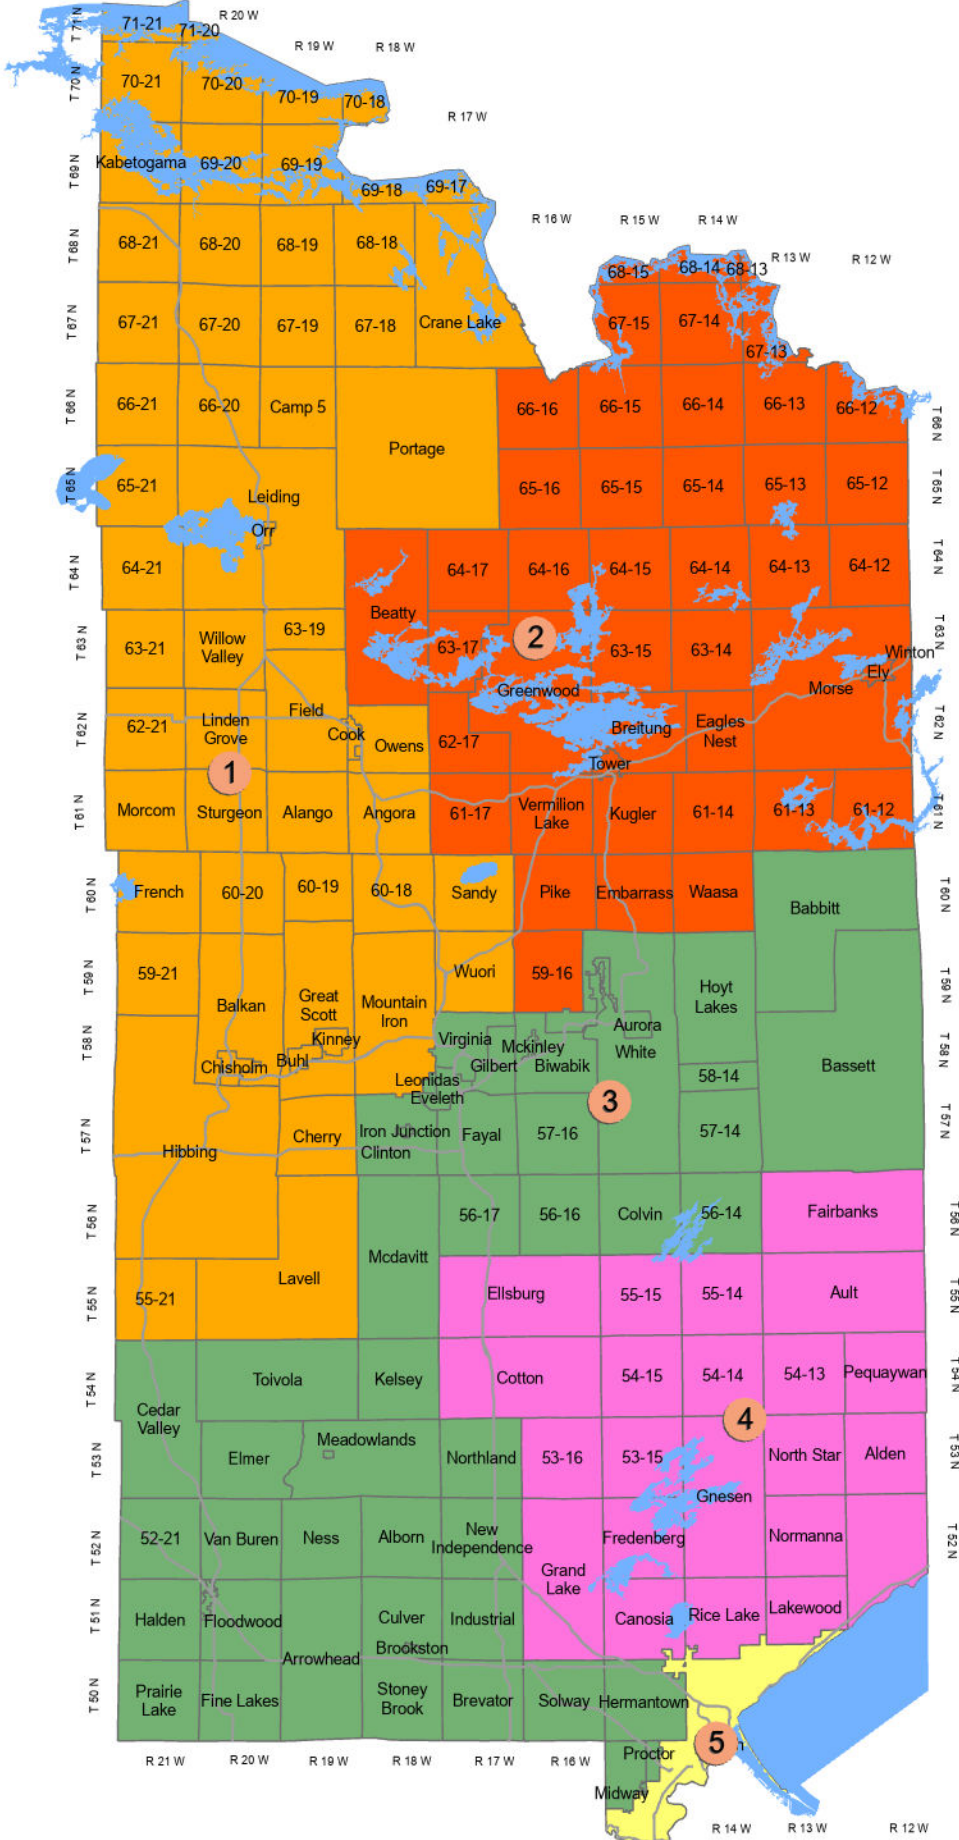 T 71 N
71-21
71-20
R 20 W
R 19 W
R 18 W
T 70 N
70-21
70-20
70-19
70-18
R 17 W
T 69 N
Kabetogama
69-20
69-19
69-18
69-17
R 16 W
R 15 W
R 14 W
R 13 W
R 12 W
T 68 N
68-21
68-20
68-19
68-18
68-15
68-14
68-13
T 67 N
67-21
67-20
67-19
67-18
Crane Lake
67-15
67-14
67-13
T 66 N
66-21
66-20
Camp 5
Portage
66-16
66-15
66-14
66-13
66-12
T 66 N
T 65 N
65-21
Leiding
Orr
65-16
65-15
65-14
65-13
65-12
T 65 N
T 64 N
64-21
64-17
64-16
64-15
64-14
64-13
64-12
T 64 N
Beatty
T 63 N
63-21
Willow
Valley
63-19
63-17
2
63-15
63-14
Winton
Ely
Morse
T 63 N
Greenwood
T 62 N
62-21
Linden
Grove
Field
Cook
Owens
62-17
Breitung
Eagles
Nest
Tower
T 62 N
1
T 61 N
Morcom
Sturgeon
Alango
Angora
61-17
Vermilion
Lake
Kugler
61-14
61-13
61-12
T 61 N
T 60 N
French
60-20
60-19
60-18
Sandy
Pike
Embarrass
Waasa
Babbitt
T 60 N
T 59 N
59-21
Balkan
Great
Scott
Mountain
Iron
Wuori
59-16
Hoyt
Lakes
T 59 N
T 58 N
Chisholm
Buhl
Kinney
Virginia
Mckinley
Gilbert
Biwabik
Aurora
White
58-14
Bassett
T 58 N
Leonidas
Eveleth
3
T 57 N
Hibbing
Cherry
Iron Junction
Clinton
Fayal
57-16
57-14
T 57 N
T 56 N
Mcdavitt
56-17
56-16
Colvin
56-14
Fairbanks
T 56 N
T 55 N
55-21
Lavell
Ellsburg
55-15
55-14
Ault
T 55 N
T 54 N
Cedar
Valley
Toivola
Kelsey
Cotton
54-15
54-14
54-13
Pequaywan
T 54 N
4
T 53 N
Elmer
Meadowlands
Northland
53-16
53-15
North Star
Alden
T 53 N
Gnesen
T 52 N
52-21
Van Buren
Ness
Alborn
New
Independence
Grand
Lake
Fredenberg
Normanna
T 52 N
T 51 N
Halden
Floodwood
Arrowhead
Culver
Brookston
Industrial
Canosia
Rice Lake
Lakewood
T 50 N
Prairie
Lake
Fine Lakes
Stoney
Brook
Brevator
Solway
Hermantown
5
Proctor
Midway
R 21 W
R 20 W
R 19 W
R 18 W
R 17 W
R 16 W
R 14 W
R 13 W
R 12 W